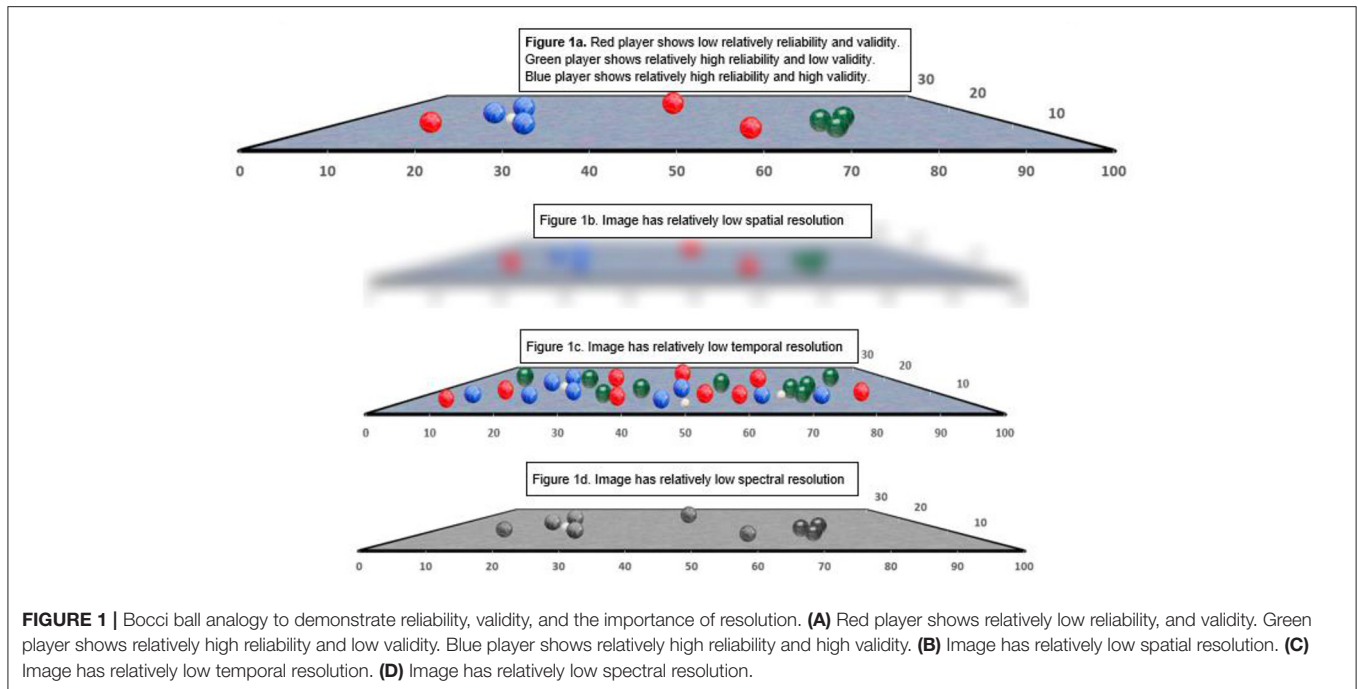 Figure 1a. Red player shows low relatively reliability and validity.
Green player shows relatively high reliability and low validity.
Blue player shows relatively high reliability and high validity.
30
20
10
0 10 20 30 40 50 60 70 80 90 100
Figure 1b. Image has relatively low spatial resolution
Figure 1c. Image has relatively low temporal resolution
30
20
10
0 10 20 30 40 50 60 70 80 90 100
Figure 1d. Image has relatively low spectral resolution
30
20
10
0 10 20 30 40 50 60 70 80 90 100
FIGURE 1 | Bocci ball analogy to demonstrate reliability, validity, and the importance of resolution. (A) Red player shows relatively low reliability, and validity. Green
player shows relatively high reliability and low validity. Blue player shows relatively high reliability and high validity. (B) Image has relatively low spatial resolution. (C)
Image has relatively low temporal resolution. (D) Image has relatively low spectral resolution.